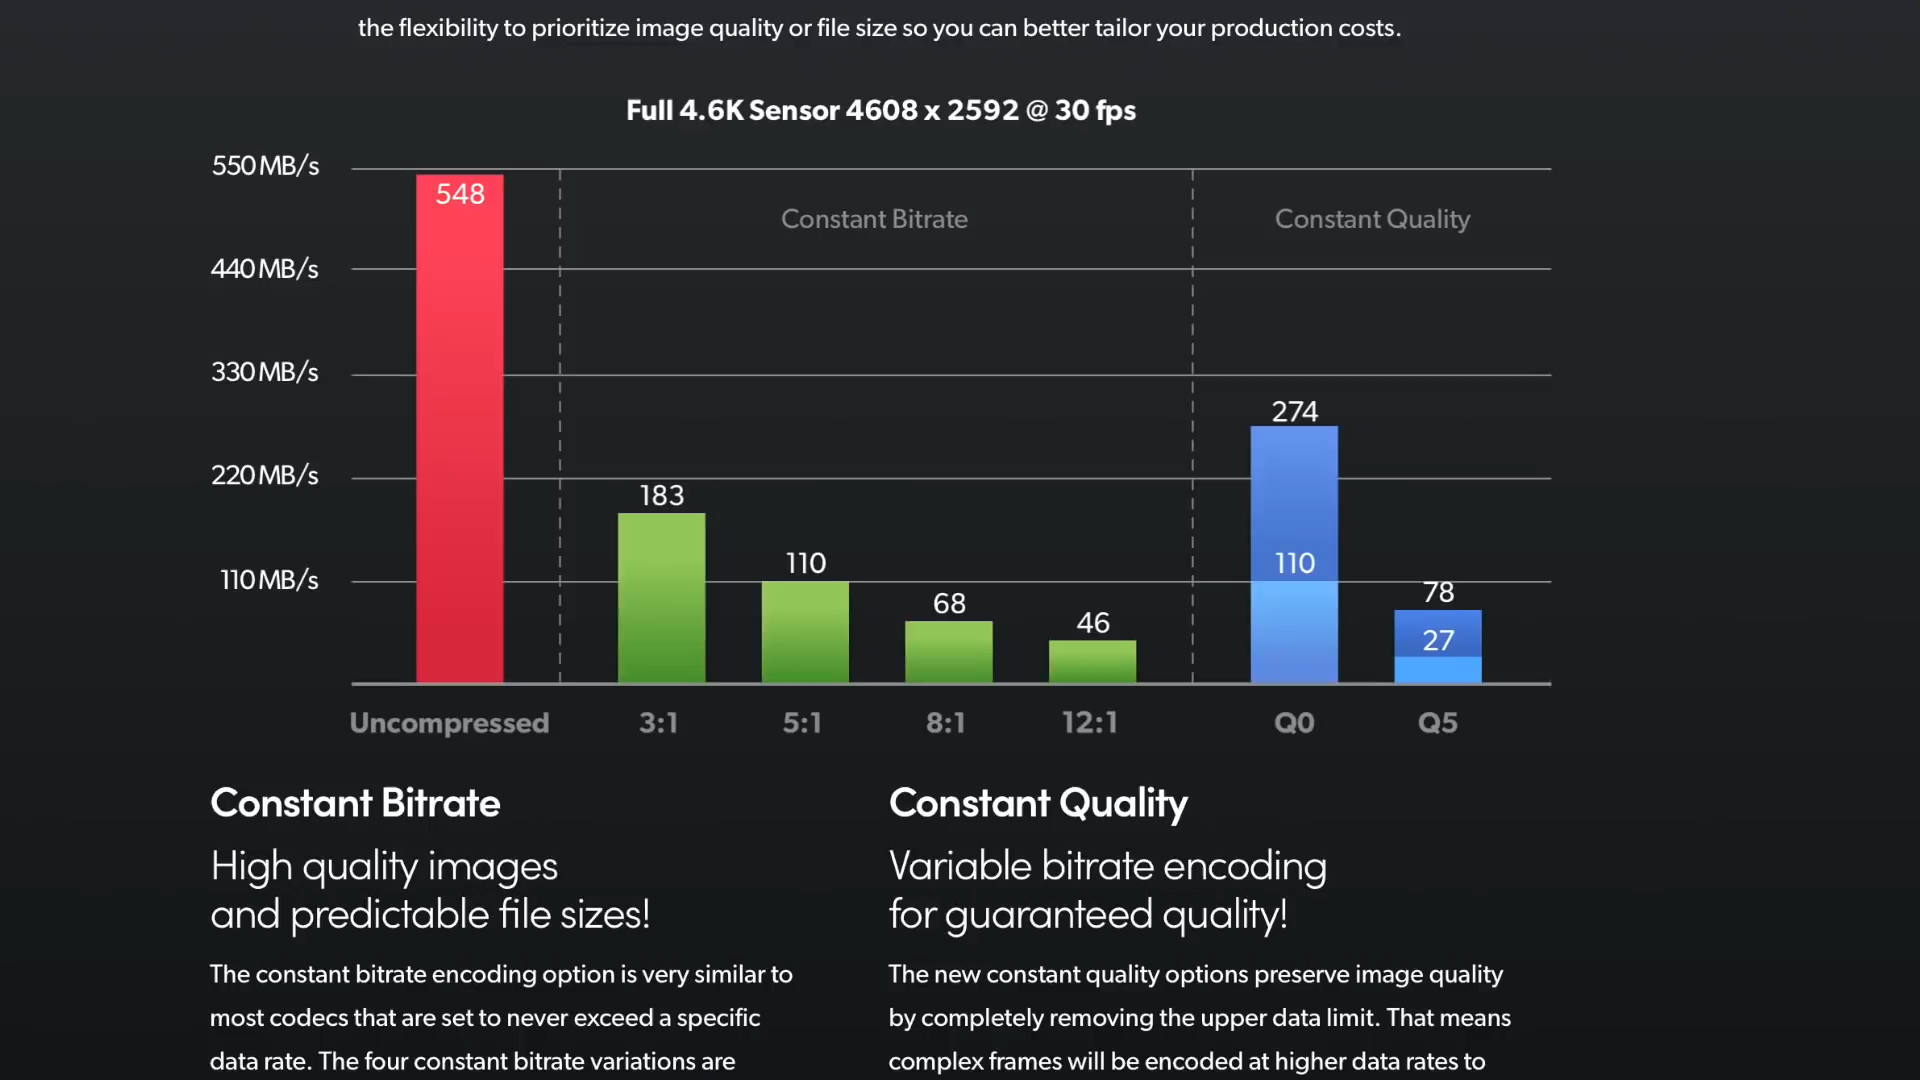 the flexibility to prioritize image quality or file size so you can better tailor your production costs.
Full 4.6K Sensor 4608 x 2592 @ 30 fps
550 MB/s
440 MB/s
330 MB/s
220 MB/s
110 MB/s
Constant Bitrate
Constant Quality
548
183
110
68
46
274
110
78
27
Uncompressed
3:1
5:1
8:1
12:1
Q0
Q5
Constant Bitrate
High quality images
and predictable file sizes!
The constant bitrate encoding option is very similar to
most codecs that are set to never exceed a specific
data rate. The four constant bitrate variations are
Constant Quality
Variable bitrate encoding
for guaranteed quality!
The new constant quality options preserve image quality
by completely removing the upper data limit. That means
complex frames will be encoded at higher data rates to